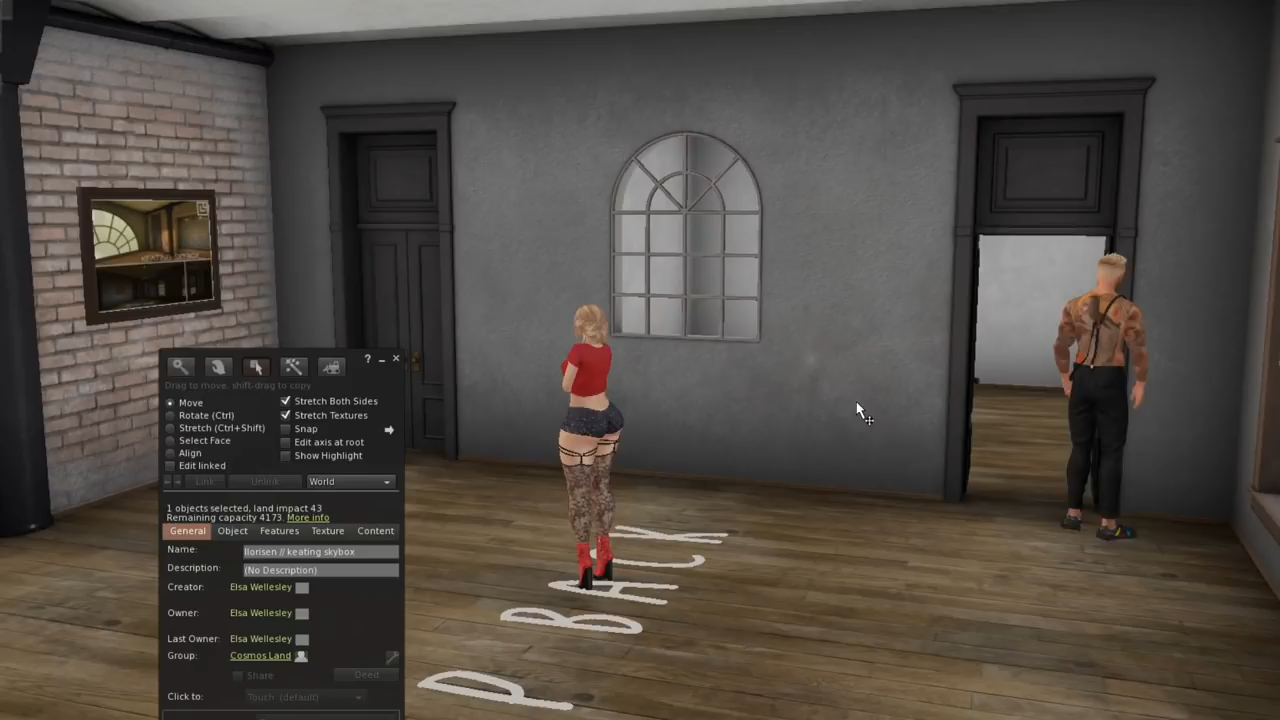 ?
Drag to move, shift-drag to copy
Move
Rotate (Ctrl)
Stretch (Ctrl+Shift)
Select Face
Align
Edit linked
Stretch Both Sides
Stretch Textures
Snap
Edit axis at root
Show Highlight
Link
Unlink
World
1 objects selected, land impact 43
Remaining capacity 4173. More info
General Object Features Texture Content
Name: llorisen // keating skybox
Description: (No Description)
Creator: Elsa Wellesley
Owner: Elsa Wellesley
Last Owner: Elsa Wellesley
Group: Cosmos Land
Share
Deed
Click to: Touch (default)
BACK
D